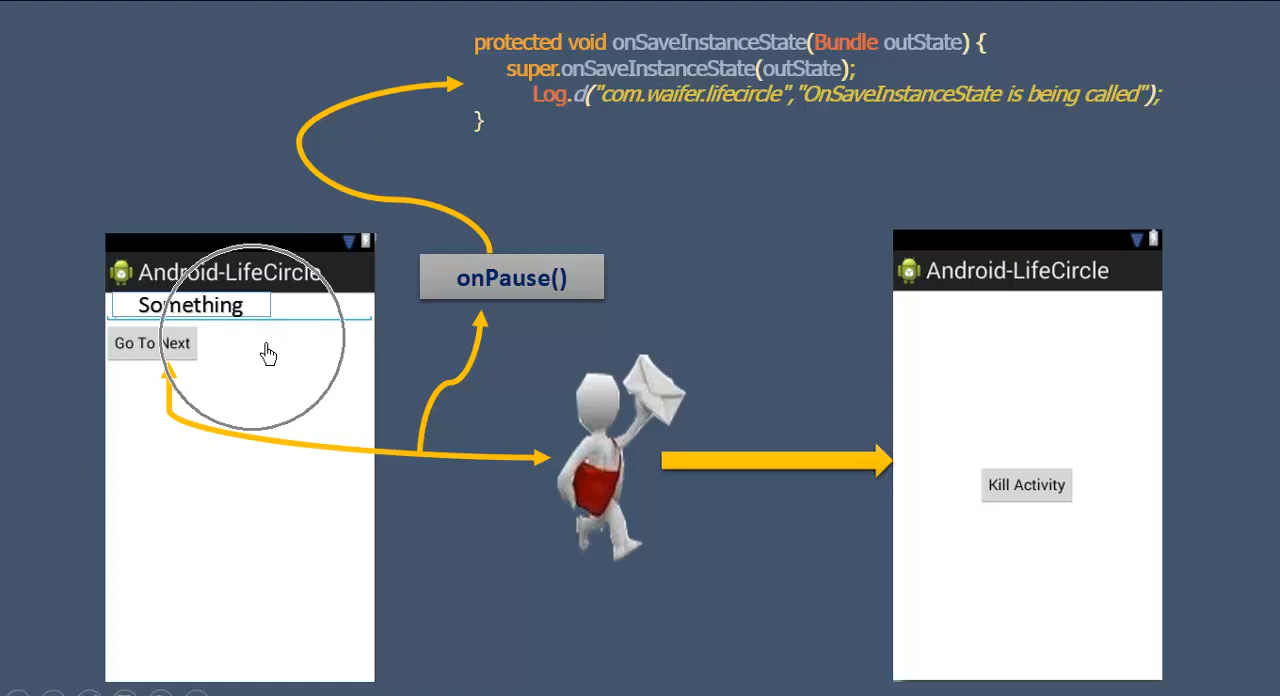 protected void onSaveInstanceState(Bundle outState) {
super.onSaveInstanceState(outState);
Log.d("com.waifer.lifecircle","OnSaveInstanceState is being called");
}
Android-LifeCircle
Something
Go To Next
onPause()
Android-LifeCircle
Kill Activity